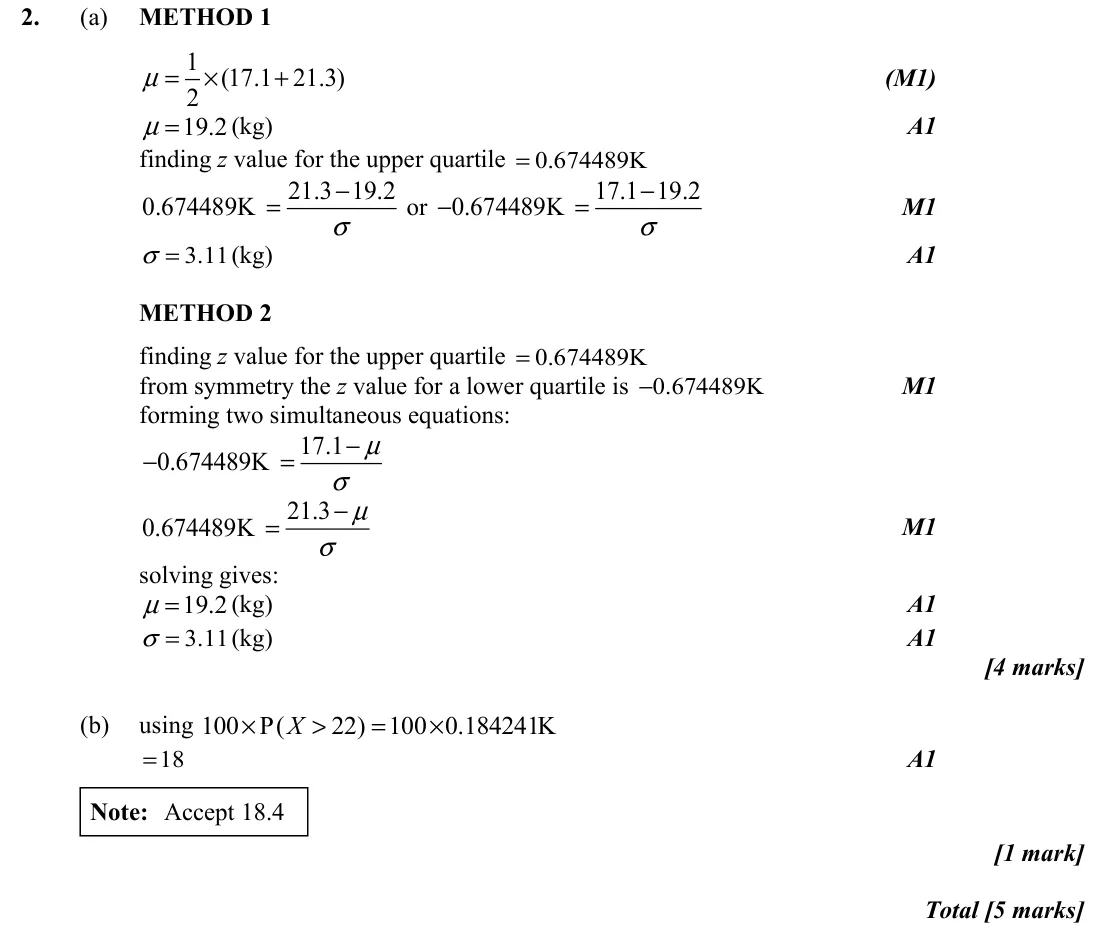 2. (a) METHOD 1
μ = 1/2 × (17.1 + 21.3) (M1)
μ = 19.2 (kg) A1
finding z value for the upper quartile = 0.674489K
0.674489K = (21.3 − 19.2)/σ or −0.674489K = (17.1 − 19.2)/σ M1
σ = 3.11 (kg) A1
METHOD 2
finding z value for the upper quartile = 0.674489K
from symmetry the z value for a lower quartile is −0.674489K M1
forming two simultaneous equations:
−0.674489K = (17.1 − μ)/σ
0.674489K = (21.3 − μ)/σ M1
solving gives:
μ = 19.2 (kg) A1
σ = 3.11 (kg) A1
[4 marks]
(b) using 100 × P(X > 22) = 100 × 0.184241K
= 18 A1
Note: Accept 18.4
[1 mark]
Total [5 marks]